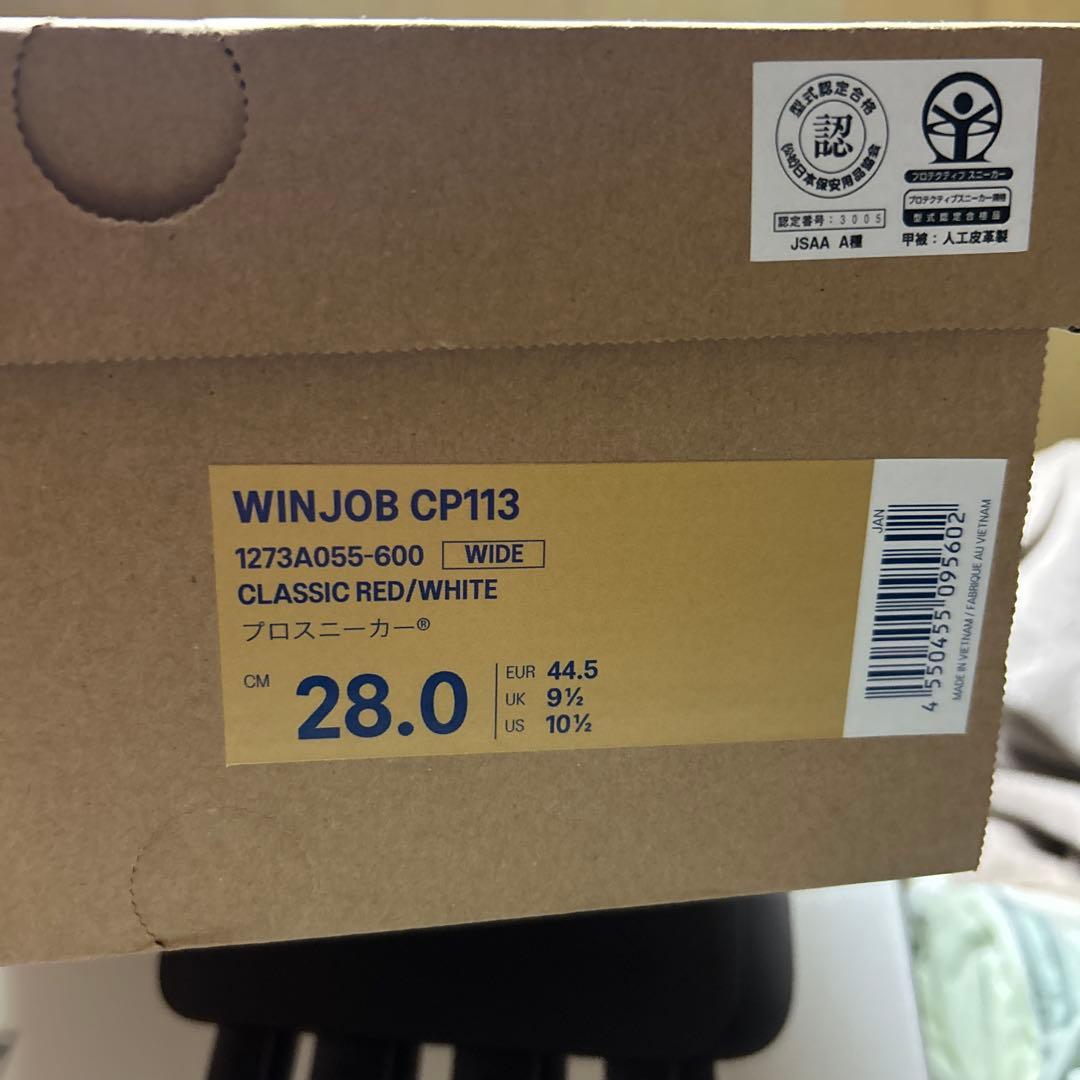 型式認定合格
認
(公社)日本保安用品協会
認定番号:3005
JSAA A種
プロテクティブ スニーカー
プロテクティブスニーカー規格
型式認定合格品
甲被:人工皮革製
WINJOB CP113
1273A055-600 WIDE
CLASSIC RED/WHITE
プロスニーカー®
CM 28.0
EUR 44.5
UK 9½
US 10½
JAN
4 550455 095602
MADE IN VIETNAM / FABRIQUE AU VIETNAM